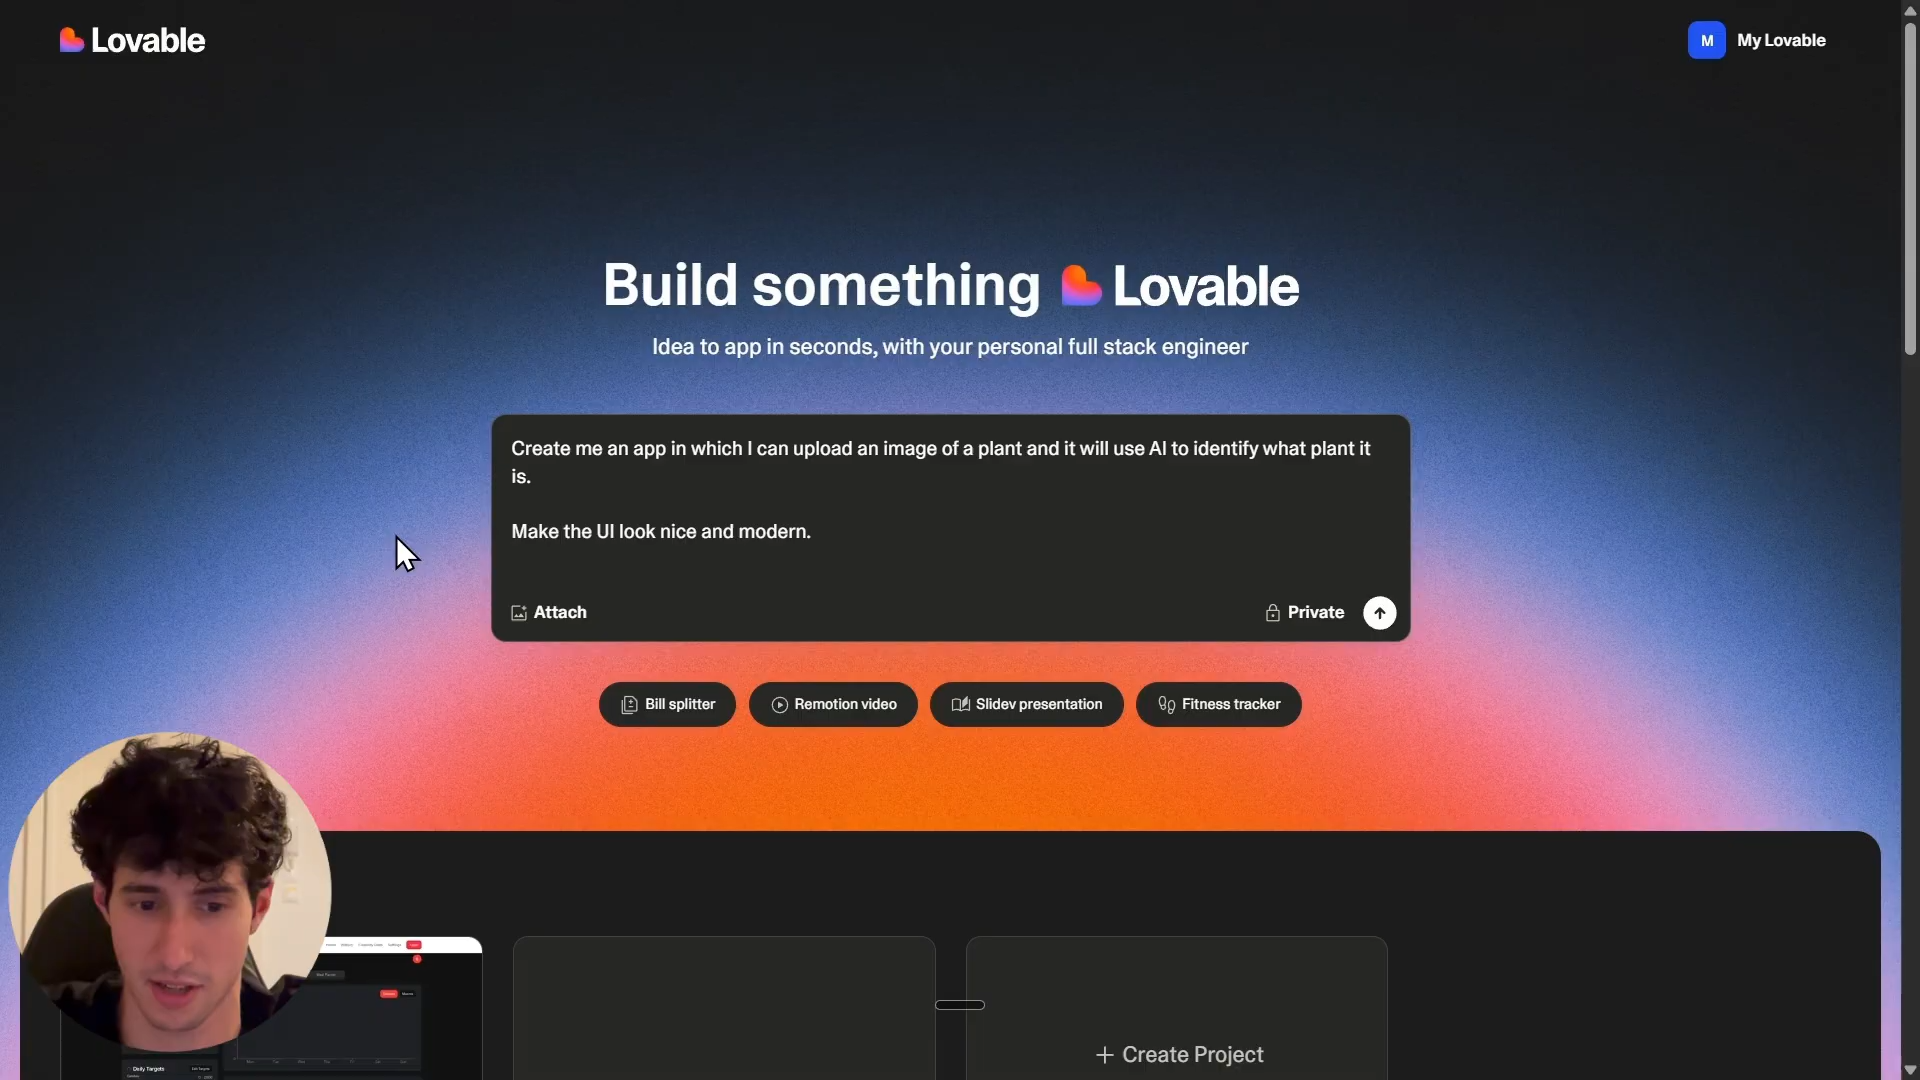 Lovable
M My Lovable
Build something Lovable
Idea to app in seconds, with your personal full stack engineer
Create me an app in which I can upload an image of a plant and it will use AI to identify what plant it
is.
Make the UI look nice and modern.
Attach
Private
Bill splitter
Remotion video
Slidev presentation
Fitness tracker
+ Create Project
Daily Targets